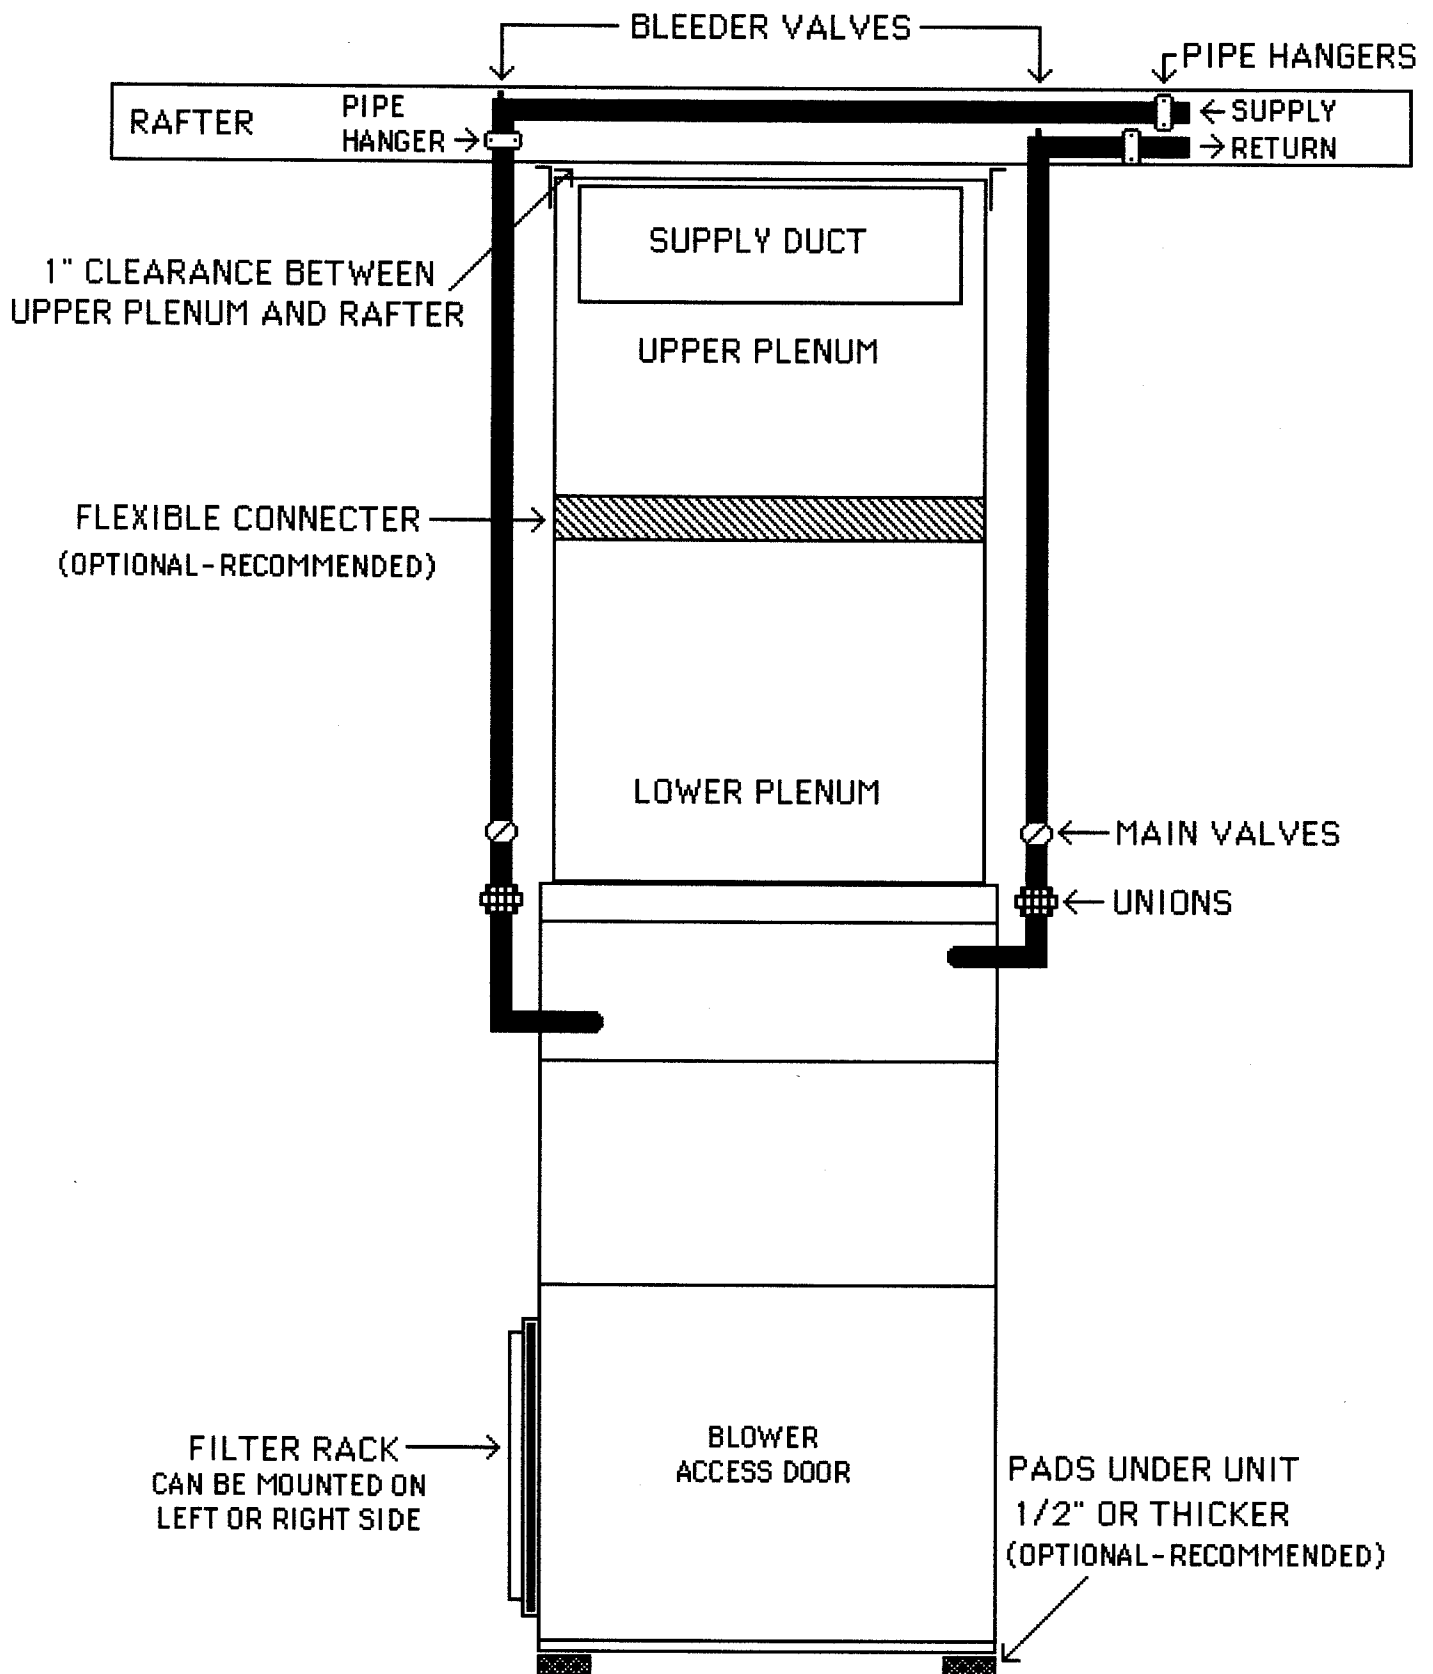 BLEEDER VALVES
PIPE HANGERS
RAFTER
PIPE
HANGER
SUPPLY
RETURN
SUPPLY DUCT
1" CLEARANCE BETWEEN
UPPER PLENUM AND RAFTER
UPPER PLENUM
FLEXIBLE CONNECTER
(OPTIONAL-RECOMMENDED)
LOWER PLENUM
MAIN VALVES
UNIONS
FILTER RACK
CAN BE MOUNTED ON
LEFT OR RIGHT SIDE
BLOWER
ACCESS DOOR
PADS UNDER UNIT
1/2" OR THICKER
(OPTIONAL-RECOMMENDED)